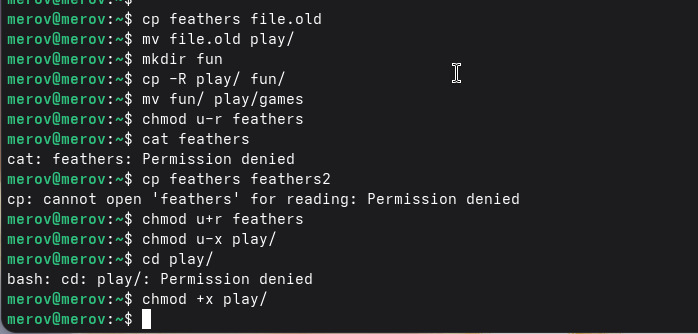 merov@merov:~$ cp feathers file.old
merov@merov:~$ mv file.old play/
merov@merov:~$ mkdir fun
merov@merov:~$ cp -R play/ fun/
merov@merov:~$ mv fun/ play/games
merov@merov:~$ chmod u-r feathers
merov@merov:~$ cat feathers
cat: feathers: Permission denied
merov@merov:~$ cp feathers feathers2
cp: cannot open 'feathers' for reading: Permission denied
merov@merov:~$ chmod u+r feathers
merov@merov:~$ chmod u-x play/
merov@merov:~$ cd play/
bash: cd: play/: Permission denied
merov@merov:~$ chmod +x play/
merov@merov:~$